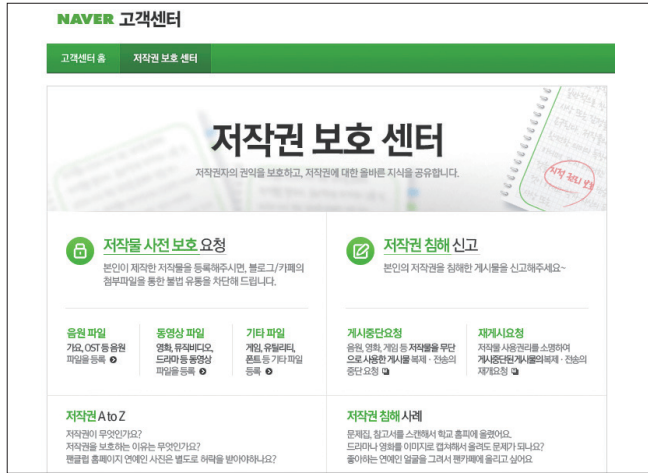 NAVER 고객센터
고객센터 홈 저작권 보호 센터
저작권 보호 센터
저작권자의 권익을 보호하고, 저작권에 대한 올바른 지식을 공유합니다.
저작물 사전 보호 요청
본인이 제작한 저작물을 등록해주시면, 블로그/카페의
첨부파일을 통한 불법 유통을 차단해 드립니다.
저작권 침해 신고
본인의 저작권을 침해한 게시물을 신고해주세요~
음원 파일
가요, OST 등 음원
파일을 등록
동영상 파일
영화, 뮤직비디오,
드라마 등 동영상
파일을 등록
기타 파일
게임, 유틸리티,
폰트 등 기타 파일
등록
게시중단요청
음원, 영화, 게임 등 저작물을 무단
으로 사용한 게시물 복제 · 전송의
중단 요청
재게시요청
저작물 사용권리를 소명하여
게시중단된게시물의 복제 · 전송의
재개요청
저작권 A to Z
저작권이 무엇인가요?
저작권을 보호하는 이유는 무엇인가요?
팬클럽 홈페이지 연예인 사진은 별도로 허락을 받아야하나요?
저작권 침해 사례
문제집, 참고서를 스캔해서 학교 홈피에 올렸어요.
드라마나 영화를 이미지로 캡쳐해서 올려도 문제가 되나요?
좋아하는 연예인 얼굴을 그려서 팬카페에 올리고 싶어요